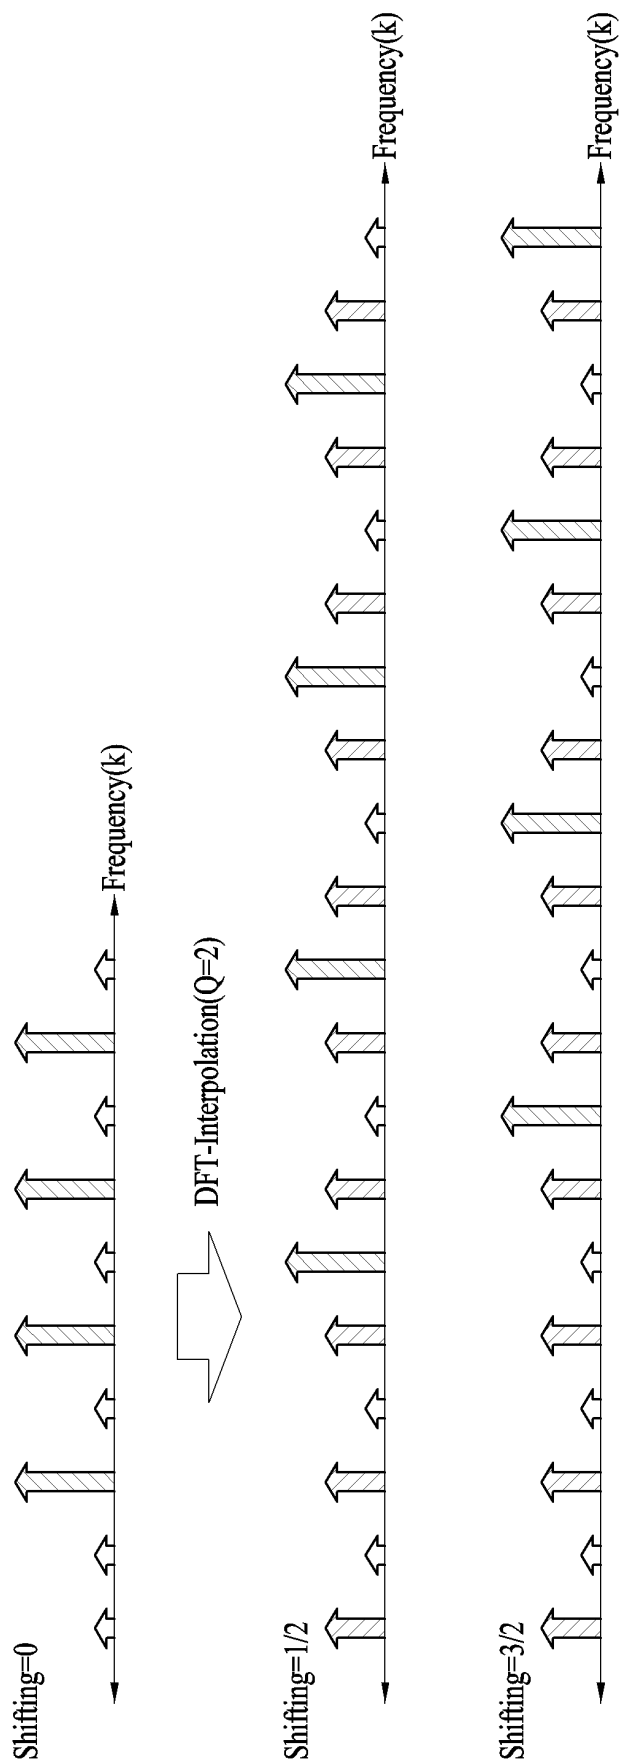 Shifting=0
Frequency(k)
DFT-Interpolation(Q=2)
Shifting=1/2
Frequency(k)
Shifting=3/2
Frequency(k)